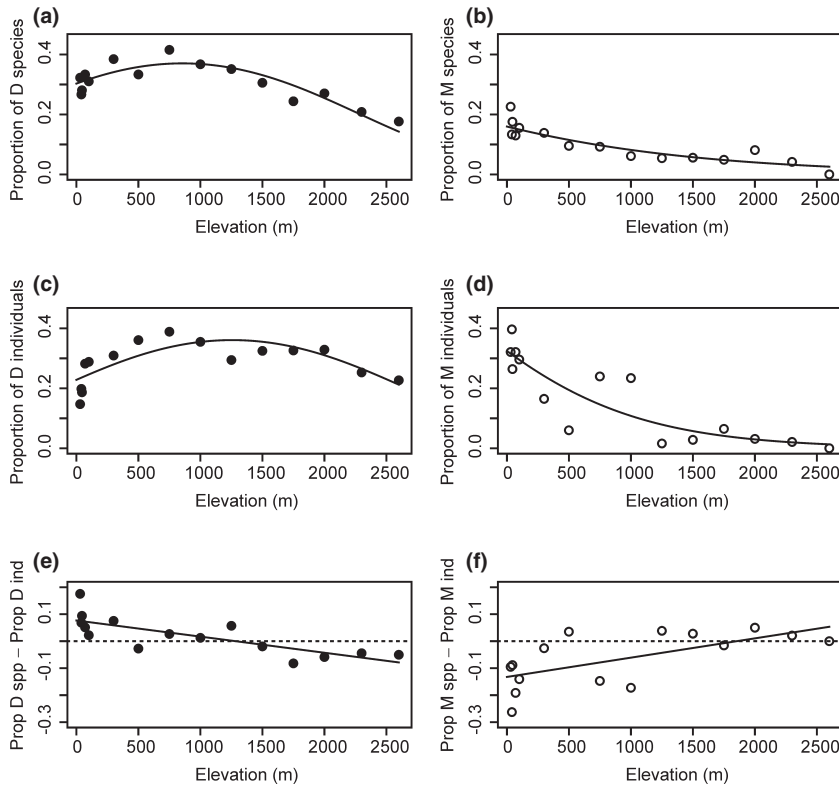 (a)
Proportion of D species
0.0 0.2 0.4
0 500 1000 1500 2000 2500
Elevation (m)
(b)
Proportion of M species
0.0 0.2 0.4
0 500 1000 1500 2000 2500
Elevation (m)
(c)
Proportion of D individuals
0.0 0.2 0.4
0 500 1000 1500 2000 2500
Elevation (m)
(d)
Proportion of M individuals
0.0 0.2 0.4
0 500 1000 1500 2000 2500
Elevation (m)
(e)
Prop D spp – Prop D ind
-0.3 -0.1 0.1
0 500 1000 1500 2000 2500
Elevation (m)
(f)
Prop M spp – Prop M ind
-0.3 -0.1 0.1
0 500 1000 1500 2000 2500
Elevation (m)